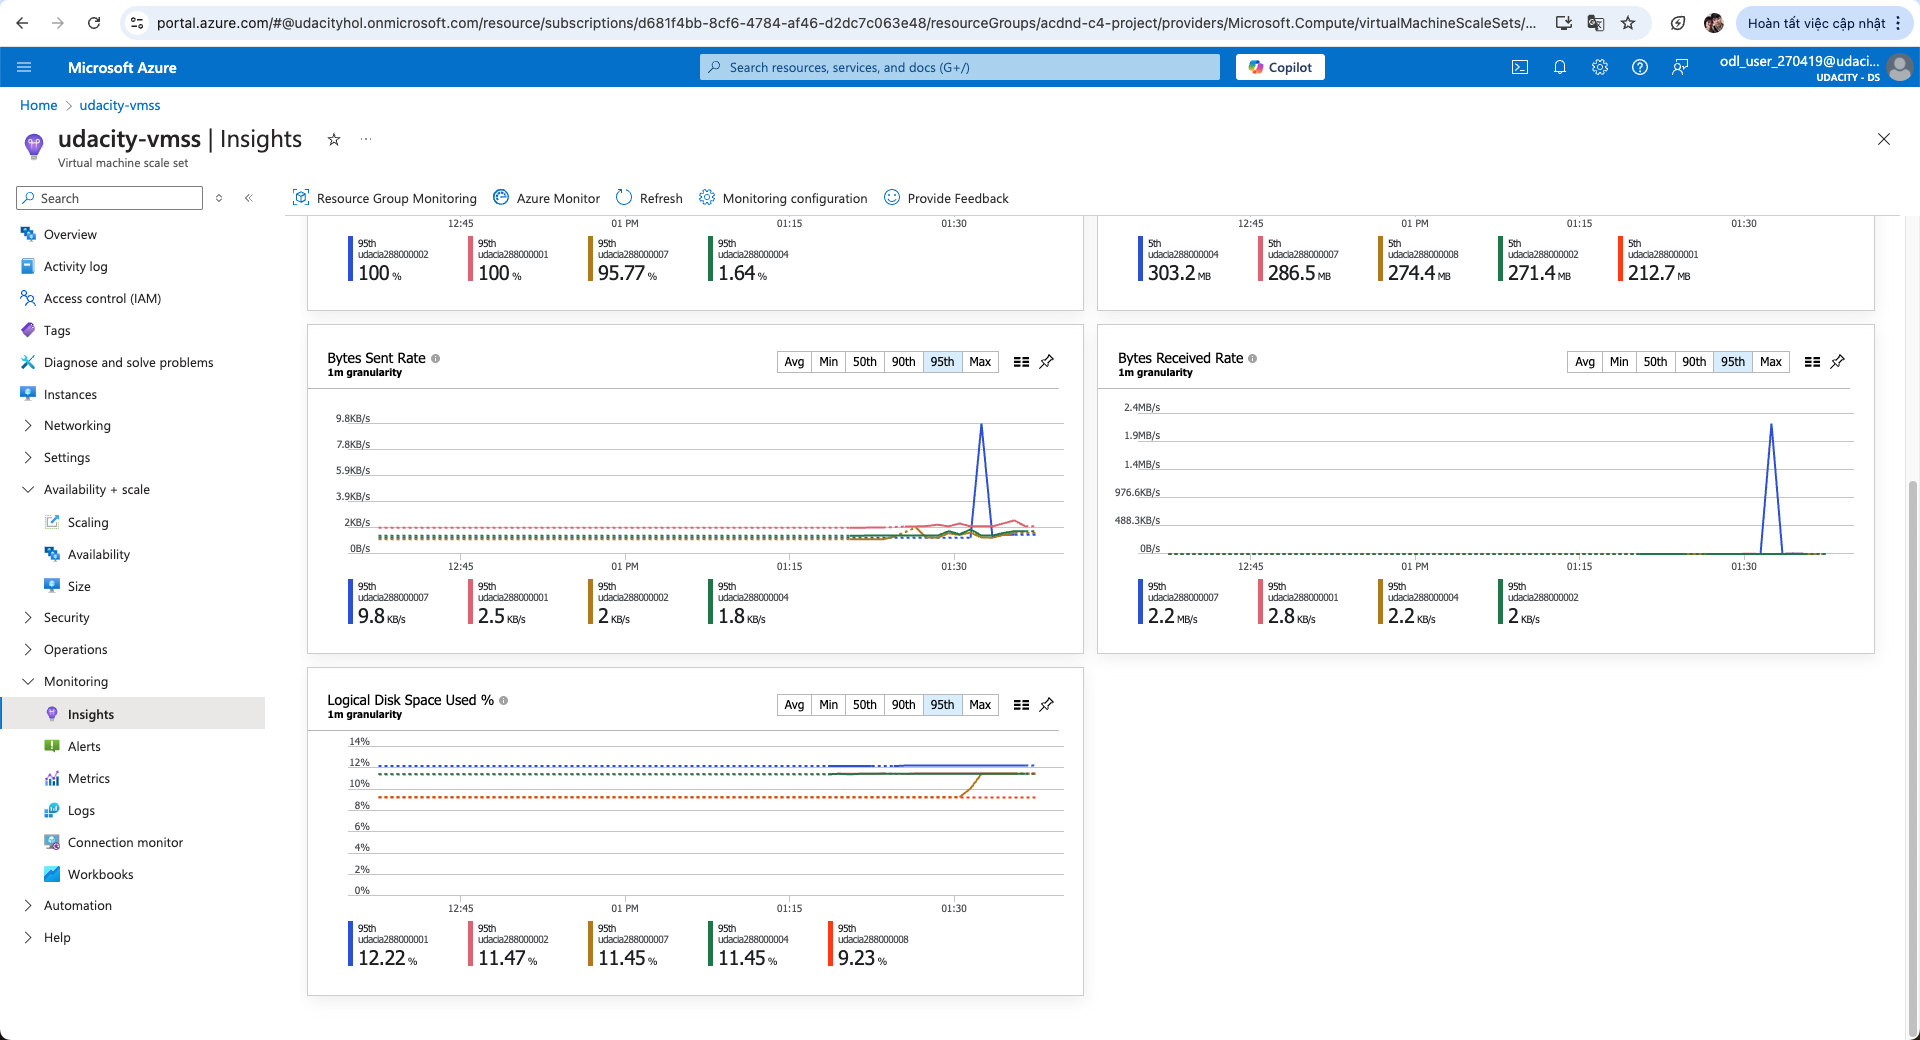 portal.azure.com/#@udacityhol.onmicrosoft.com/resource/subscriptions/d681f4bb-8cf6-4784-af46-d2dc7c063e48/resourceGroups/acdnd-c4-project/providers/Microsoft.Compute/virtualMachineScaleSets/...
Hoàn tất việc cập nhật
Microsoft Azure
Search resources, services, and docs (G+/)
Copilot
odl_user_270419@udaci...
UDACITY - DS
Home > udacity-vmss
udacity-vmss | Insights
Virtual machine scale set
Search
Resource Group Monitoring
Azure Monitor
Refresh
Monitoring configuration
Provide Feedback
Overview
Activity log
Access control (IAM)
Tags
Diagnose and solve problems
Instances
Networking
Settings
Availability + scale
Scaling
Availability
Size
Security
Operations
Monitoring
Insights
Alerts
Metrics
Logs
Connection monitor
Workbooks
Automation
Help
12:45 01 PM 01:15 01:30
95th 95th 95th 95th
udacia288000002 udacia288000001 udacia288000007 udacia288000004
100 % 100 % 95.77 % 1.64 %
12:45 01 PM 01:15 01:30
5th 5th 5th 5th 5th
udacia288000004 udacia288000007 udacia288000008 udacia288000002 udacia288000001
303.2 MB 286.5 MB 274.4 MB 271.4 MB 212.7 MB
Bytes Sent Rate
1m granularity
Avg Min 50th 90th 95th Max
9.8KB/s
7.8KB/s
5.9KB/s
3.9KB/s
2KB/s
0B/s
12:45 01 PM 01:15 01:30
95th 95th 95th 95th
udacia288000007 udacia288000001 udacia288000002 udacia288000004
9.8 KB/s 2.5 KB/s 2 KB/s 1.8 KB/s
Bytes Received Rate
1m granularity
Avg Min 50th 90th 95th Max
2.4MB/s
1.9MB/s
1.4MB/s
976.6KB/s
488.3KB/s
0B/s
12:45 01 PM 01:15 01:30
95th 95th 95th 95th
udacia288000007 udacia288000001 udacia288000004 udacia288000002
2.2 MB/s 2.8 KB/s 2.2 KB/s 2 KB/s
Logical Disk Space Used %
1m granularity
Avg Min 50th 90th 95th Max
14%
12%
10%
8%
6%
4%
2%
0%
12:45 01 PM 01:15 01:30
95th 95th 95th 95th 95th
udacia288000001 udacia288000002 udacia288000007 udacia288000004 udacia288000008
12.22 % 11.47 % 11.45 % 11.45 % 9.23 %